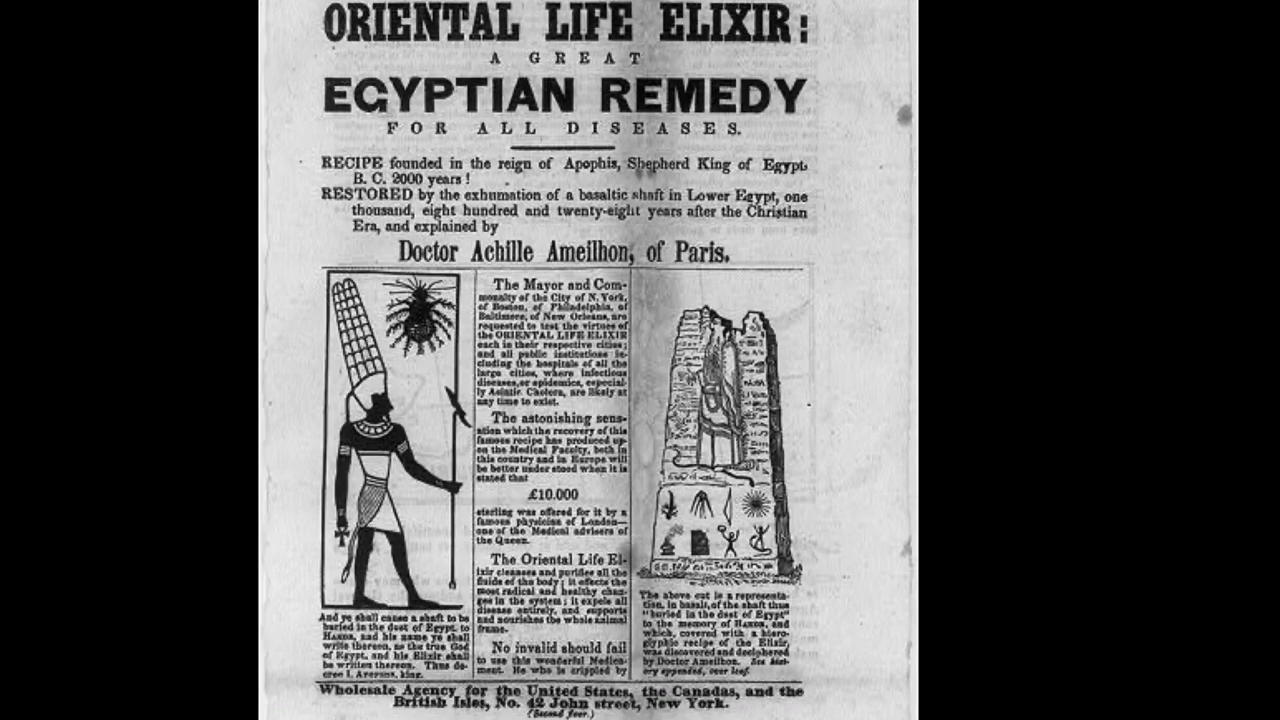 ORIENTAL LIFE ELIXIR:
A GREAT
EGYPTIAN REMEDY
FOR ALL DISEASES.
RECIPE founded in the reign of Apophis, Shepherd King of Egypt,
B. C. 2000 years!
RESTORED by the exhumation of a basaltic shaft in Lower Egypt, one
thousand, eight hundred and twenty-eight years after the Christian
Era, and explained by
Doctor Achille Ameilhon, of Paris.
The Mayor and Com-
monalty of the City of N. York,
of Boston, of Philadelphia, of
Baltimore, of New Orleans, are
requested to test the virtues of
the ORIENTAL LIFE ELIXIR
each in their respective cities;
and all public institutions in-
cluding the hospitals of all the
large cities, where infectious
diseases, or epidemics, especial-
ly Asiatic Cholera, are likely at
any time to exist.
The astonishing sens-
ation which the recovery of this
famous recipe has produced up-
on the Medical Faculty, both in
this country and in Europe will
be better under stood when it is
stated that
£10.000
sterling was offered for it by a
famous physician of London—
one of the Medical advisers of
the Queen.
The Oriental Life El-
ixir cleanses and purifies all the
fluids of the body; it effects the
most radical and healthy chan-
ges in the system; it expels all
disease entirely, and supports
and nourishes the whole animal
frame.
No invalid should fail
to use this wonderful Medica-
ment. He who is crippled by
And ye shall cause a shaft to be
buried in the dust of Egypt, to
and his name ye shall
write thereon, as the true God
of Egypt, and his Elixir shall
be written thereon. Thus de-
cree I, king.
The above cut is a representa-
tion, in basalt, of the shaft thus
"buried in the dust of Egypt"
to the memory of and
which, covered with a hiero-
glyphic recipe of the Elixir,
was discovered and deciphered
by Doctor Ameilhon. See hist-
ory appended, over leaf.
Wholesale Agency for the United States, the Canadas, and the
British Isles, No. 42 John street, New York.
(Second floor.)